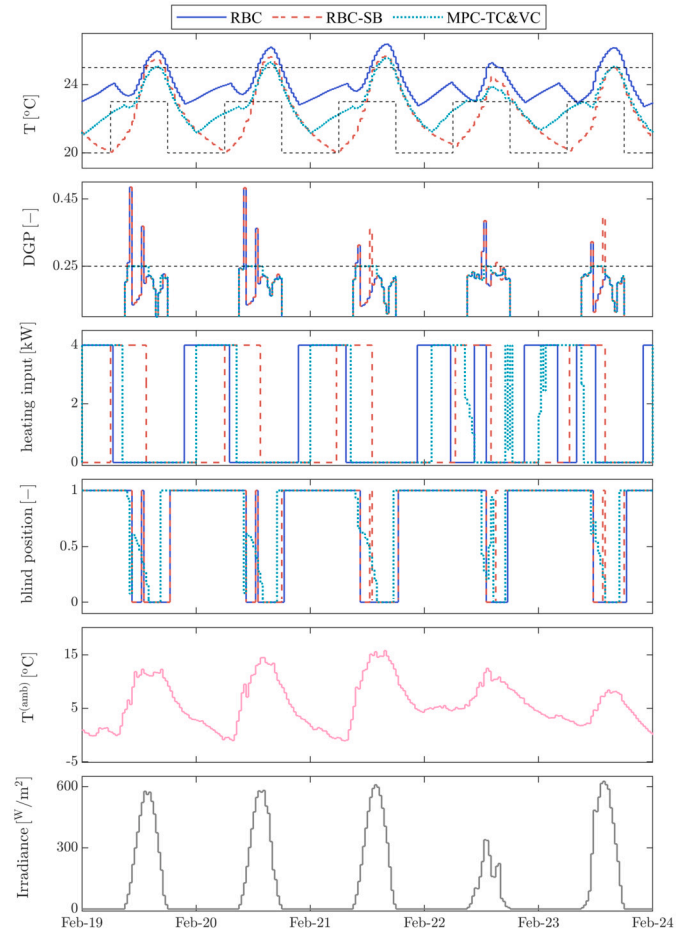 RBC RBC-SB MPC-TC&VC
24
20
T [°C]
0.45
0.25
DGP [−]
4
2
0
heating input [kW]
1
0.5
0
blind position [−]
15
5
-5
T(amb) [°C]
600
300
0
Irradiance [W/m²]
Feb-19 Feb-20 Feb-21 Feb-22 Feb-23 Feb-24